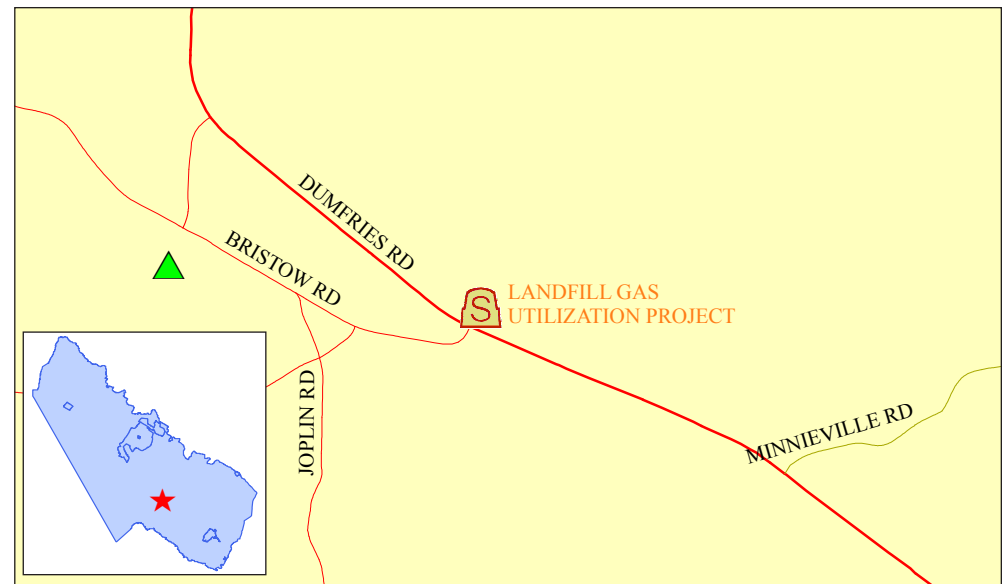 DUMFRIES RD
BRISTOW RD
S
LANDFILL GAS
UTILIZATION PROJECT
JOPLIN RD
MINNIEVILLE RD